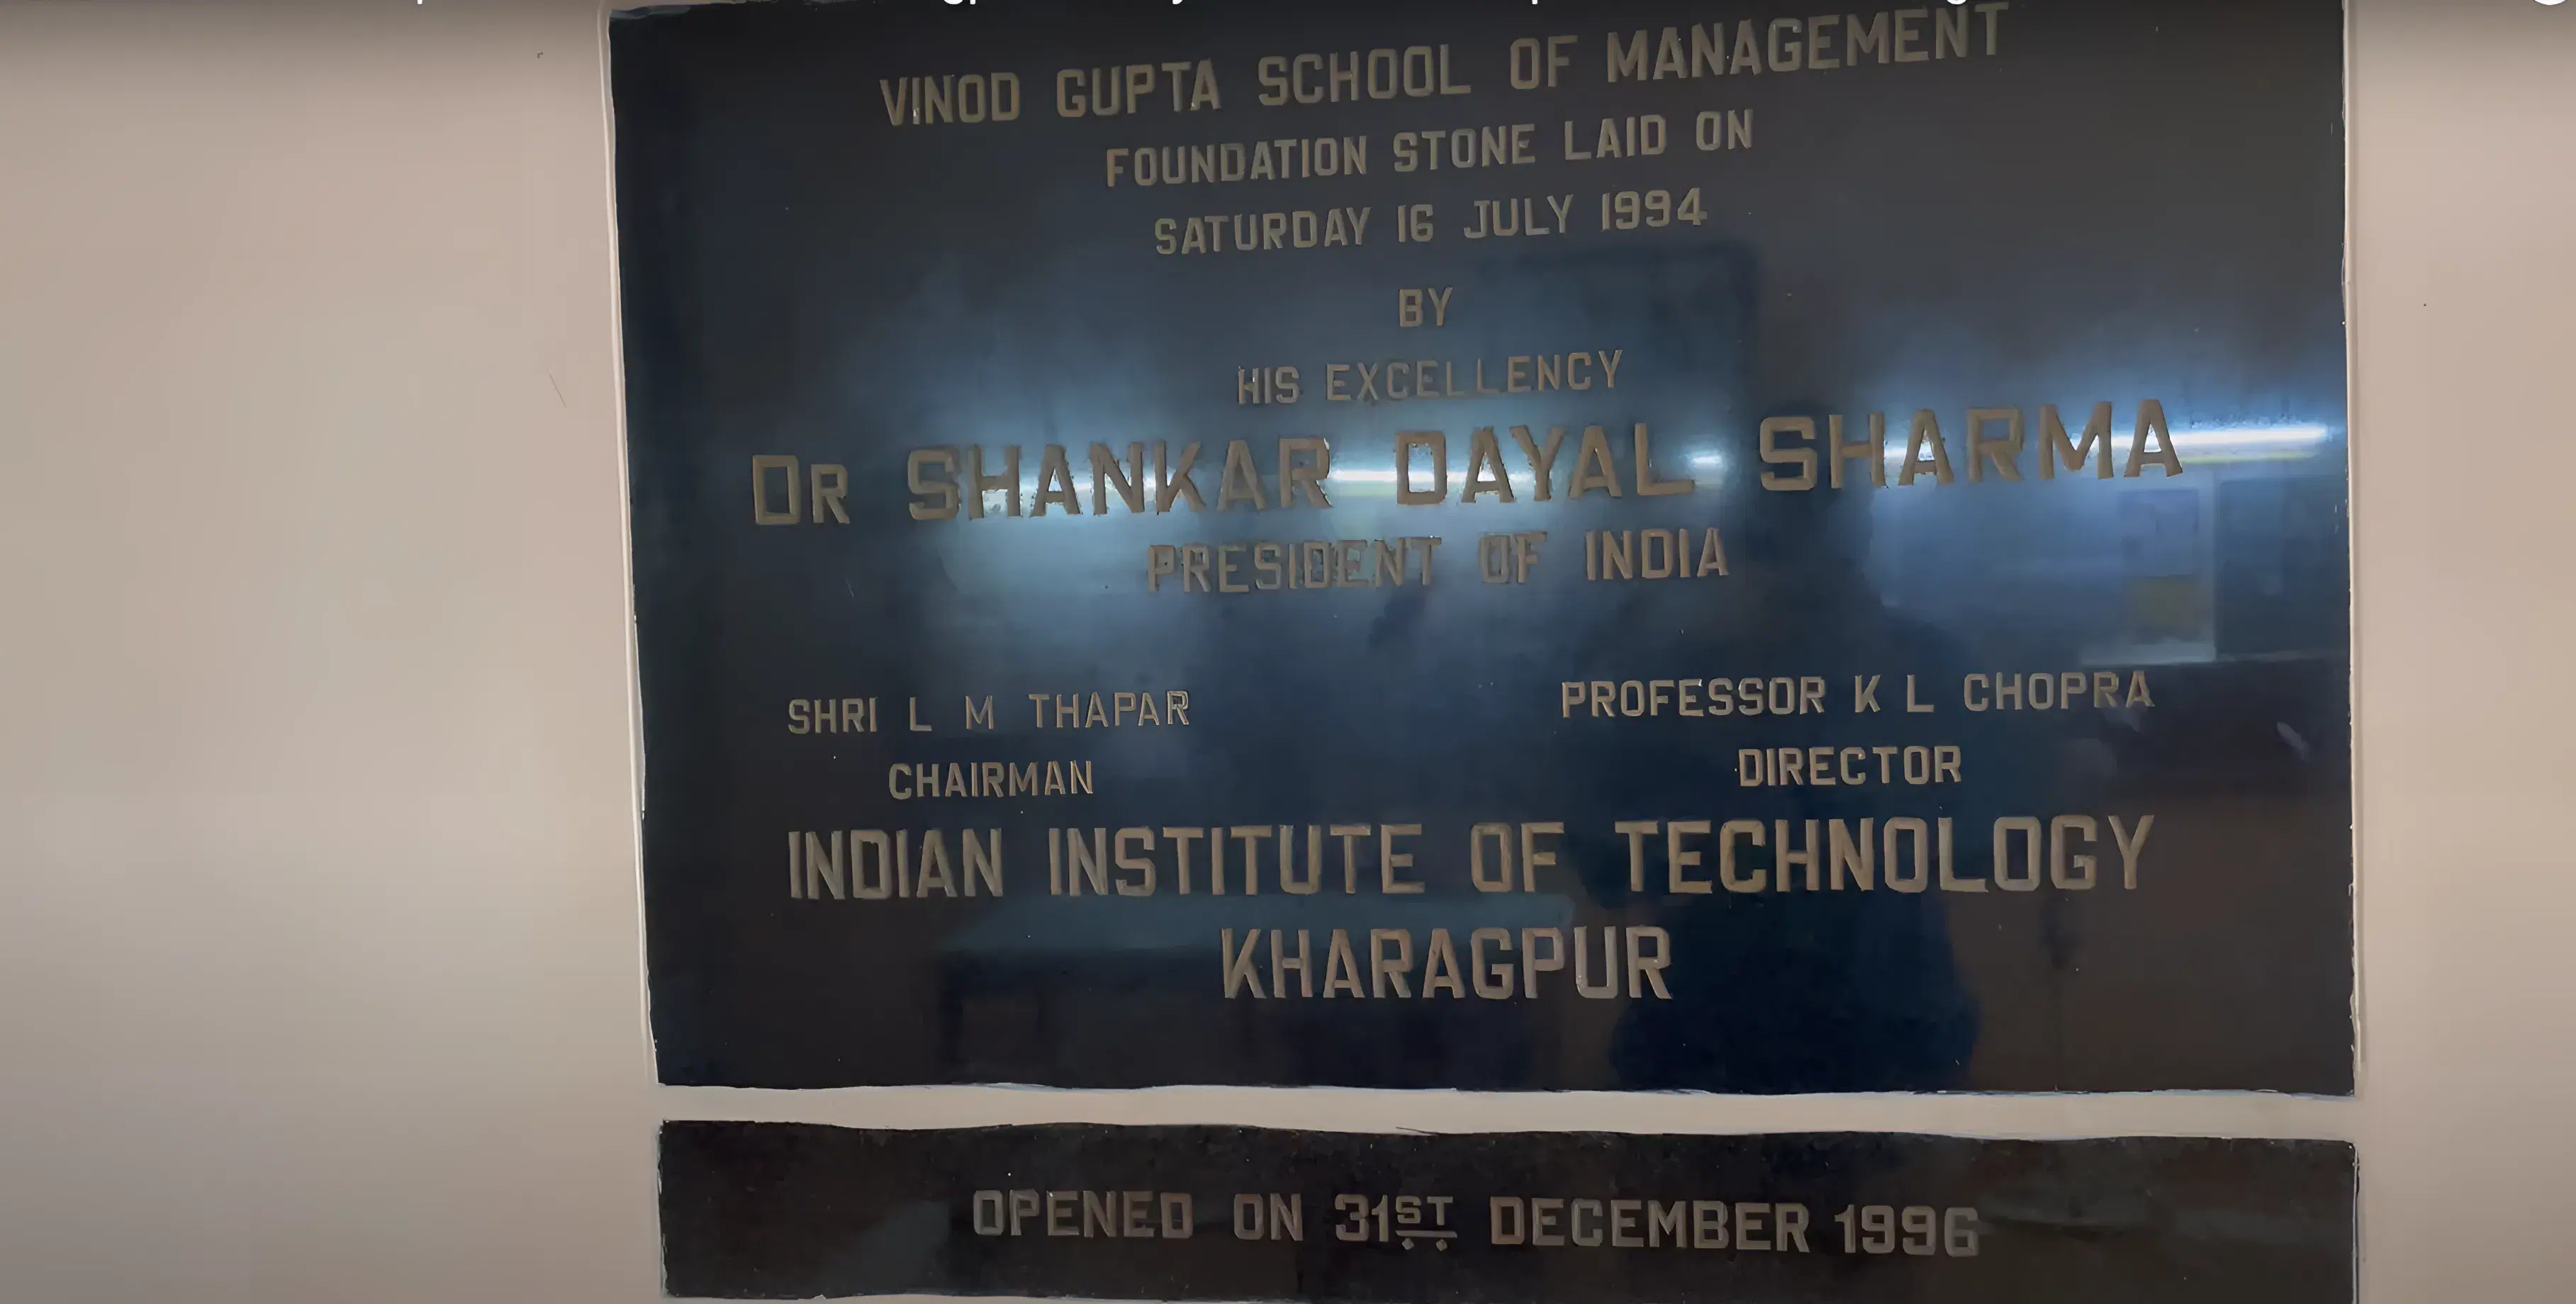 VINOD GUPTA SCHOOL OF MANAGEMENT
FOUNDATION STONE LAID ON
SATURDAY 16 JULY 1994
BY
HIS EXCELLENCY
DR SHANKAR DAYAL SHARMA
PRESIDENT OF INDIA
SHRI L M THAPAR
CHAIRMAN
PROFESSOR K L CHOPRA
DIRECTOR
INDIAN INSTITUTE OF TECHNOLOGY
KHARAGPUR
OPENED ON 31ST DECEMBER 1996